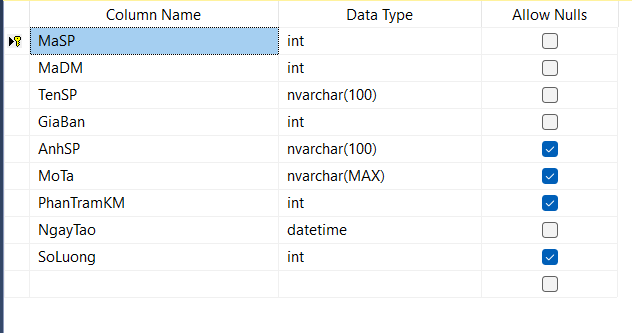 Column Name Data Type Allow Nulls
MaSP int
MaDM int
TenSP nvarchar(100)
GiaBan int
AnhSP nvarchar(100)
MoTa nvarchar(MAX)
PhanTramKM int
NgayTao datetime
SoLuong int